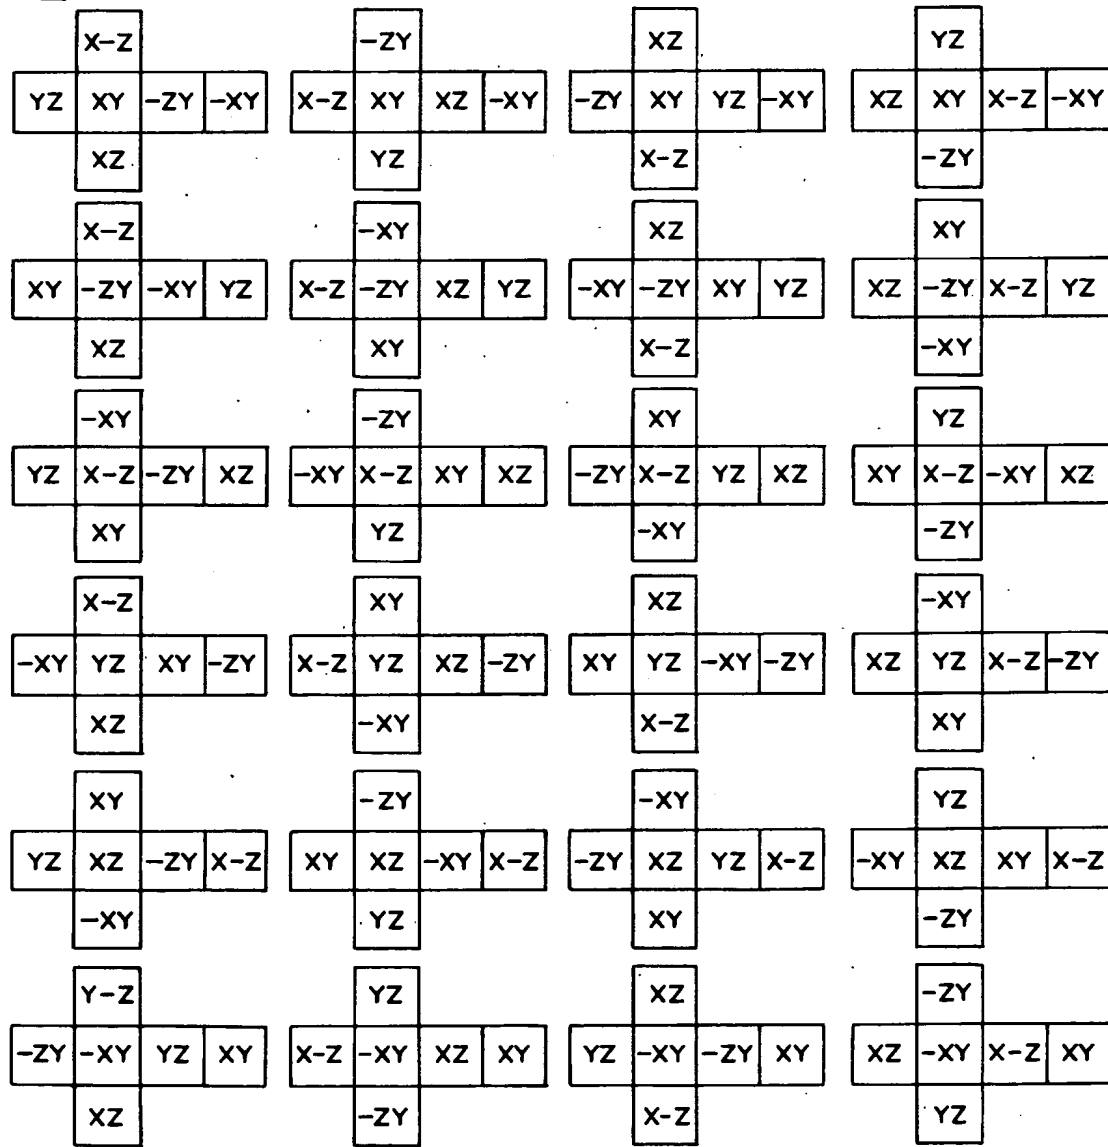 X-Z -ZY XZ YZ
YZ XY -ZY -XY X-Z XY XZ -XY -ZY XY YZ -XY XZ XY X-Z -XY
XZ YZ X-Z -ZY
X-Z -XY XZ XY
XY -ZY -XY YZ X-Z -ZY XZ YZ -XY -ZY XY YZ XZ -ZY X-Z YZ
XZ XY X-Z -XY
-XY -ZY XY YZ
YZ X-Z -ZY XZ -XY X-Z XY XZ -ZY X-Z YZ XZ XY X-Z -XY XZ
XY YZ -XY -ZY
X-Z XY XZ -XY
-XY YZ XY -ZY X-Z YZ XZ -ZY XY YZ -XY -ZY XZ YZ X-Z -ZY
XZ -XY X-Z XY
XY -ZY -XY YZ
YZ XZ -ZY X-Z XY XZ -XY X-Z -ZY XZ YZ X-Z -XY XZ XY X-Z
-XY YZ XY -ZY
Y-Z YZ XZ -ZY
-ZY -XY YZ XY X-Z -XY XZ XY YZ -XY -ZY XY XZ -XY X-Z XY
XZ -ZY X-Z YZ